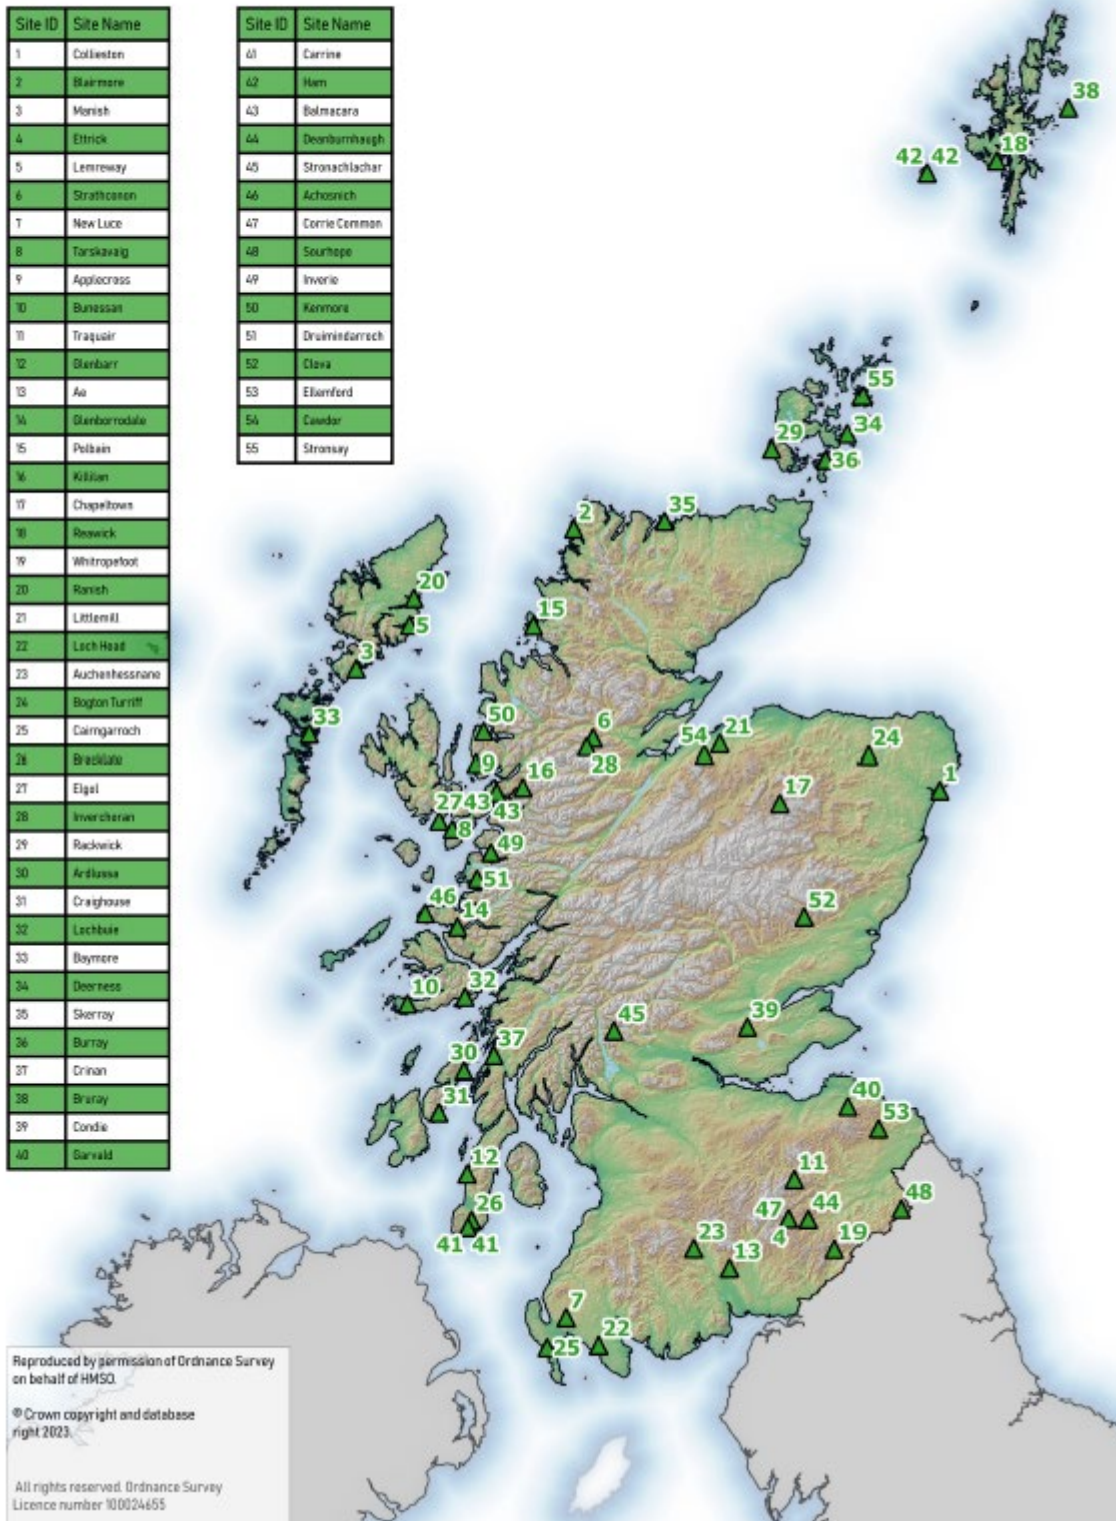 Site ID Site Name
1 Collieston
2 Blairmore
3 Manish
4 Ettrick
5 Lemreway
6 Strathconon
7 New Luce
8 Tarskavaig
9 Applecross
10 Bunessan
11 Traquair
12 Glenbarr
13 Ae
14 Glenborrodale
15 Polbain
16 Killilan
17 Chapeltown
18 Reawick
19 Whitropefoot
20 Ranish
21 Littlemill
22 Loch Head
23 Auchenhessnane
24 Bogton Turriff
25 Cairngarroch
26 Brecklate
27 Elgol
28 Inverchoran
29 Rackwick
30 Ardlussa
31 Craighouse
32 Lochbuie
33 Baymore
34 Deerness
35 Skerray
36 Burray
37 Crinan
38 Bruray
39 Condie
40 Garvald
Site ID Site Name
41 Carrine
42 Ham
43 Balmacara
44 Deanburnhaugh
45 Stronachlachar
46 Achosnich
47 Corrie Common
48 Sourhope
49 Inverie
50 Kenmore
51 Druimindarroch
52 Clova
53 Ellemford
54 Cawdor
55 Stronsay
38
18
42 42
55
34
29
36
2
35
20
5
15
3
33
50
6
28
54
21
24
1
9
16
17
27
43
43
8
49
51
46
14
52
10
32
45
39
30
37
31
40
53
12
11
26
41
41
47
44
4
48
19
23
13
7
22
25
Reproduced by permission of Ordnance Survey
on behalf of HMSO.
© Crown copyright and database
right 2023.
All rights reserved. Ordnance Survey
Licence number 100024655